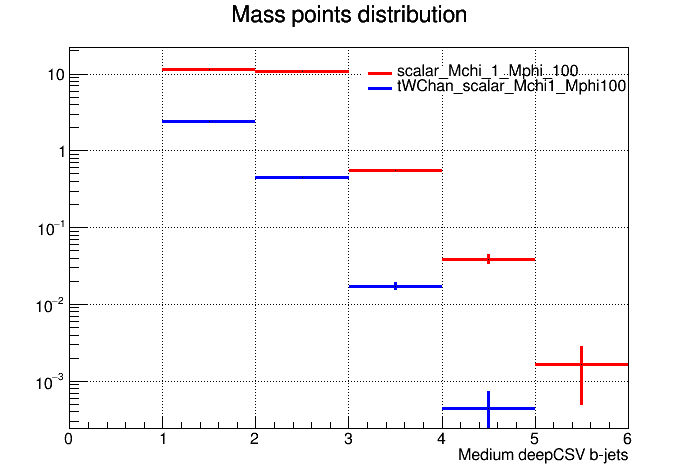 Mass points distribution
scalar_Mchi_1_Mphi_100
tWChan_scalar_Mchi1_Mphi100
10
1
10⁻¹
10⁻²
10⁻³
0 1 2 3 4 5 6
Medium deepCSV b-jets